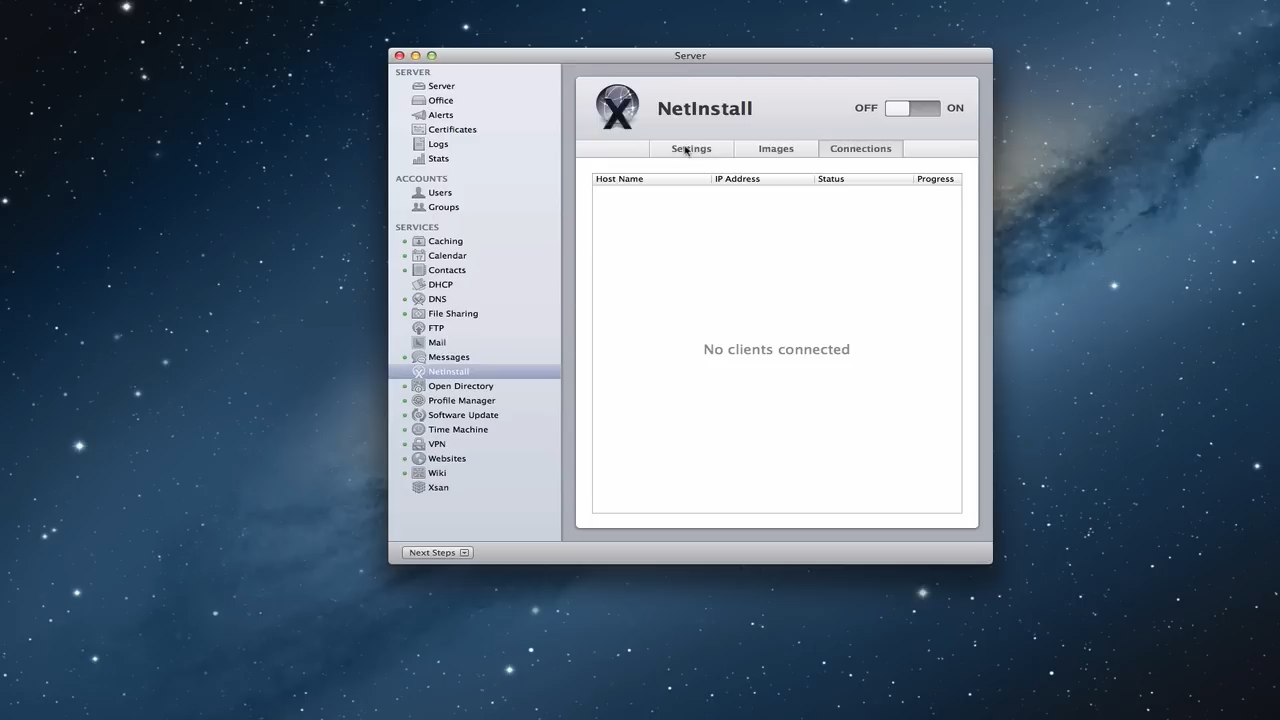 Server
SERVER
Server
Office
Alerts
Certificates
Logs
Stats
ACCOUNTS
Users
Groups
SERVICES
Caching
Calendar
Contacts
DHCP
DNS
File Sharing
FTP
Mail
Messages
NetInstall
Open Directory
Profile Manager
Software Update
Time Machine
VPN
Websites
Wiki
Xsan
Next Steps
NetInstall
OFF ON
Settings Images Connections
Host Name IP Address Status Progress
No clients connected